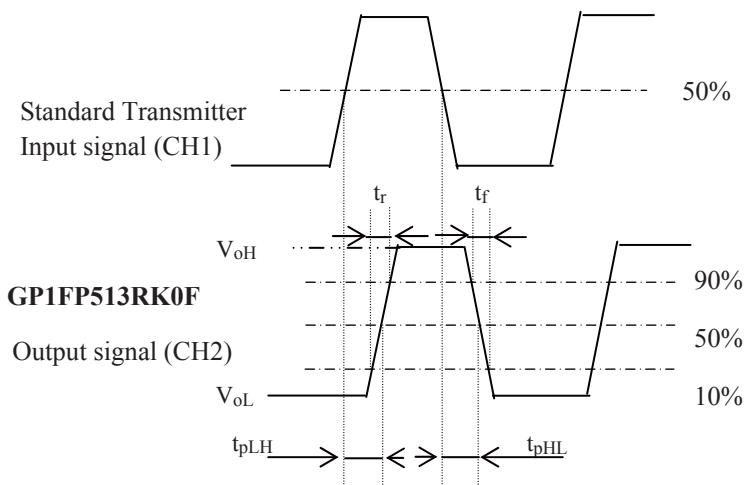 50%
Standard Transmitter
Input signal (CH1)
tr
tf
VoH
90%
GP1FP513RK0F
50%
Output signal (CH2)
VoL
10%
tpLH
tpHL